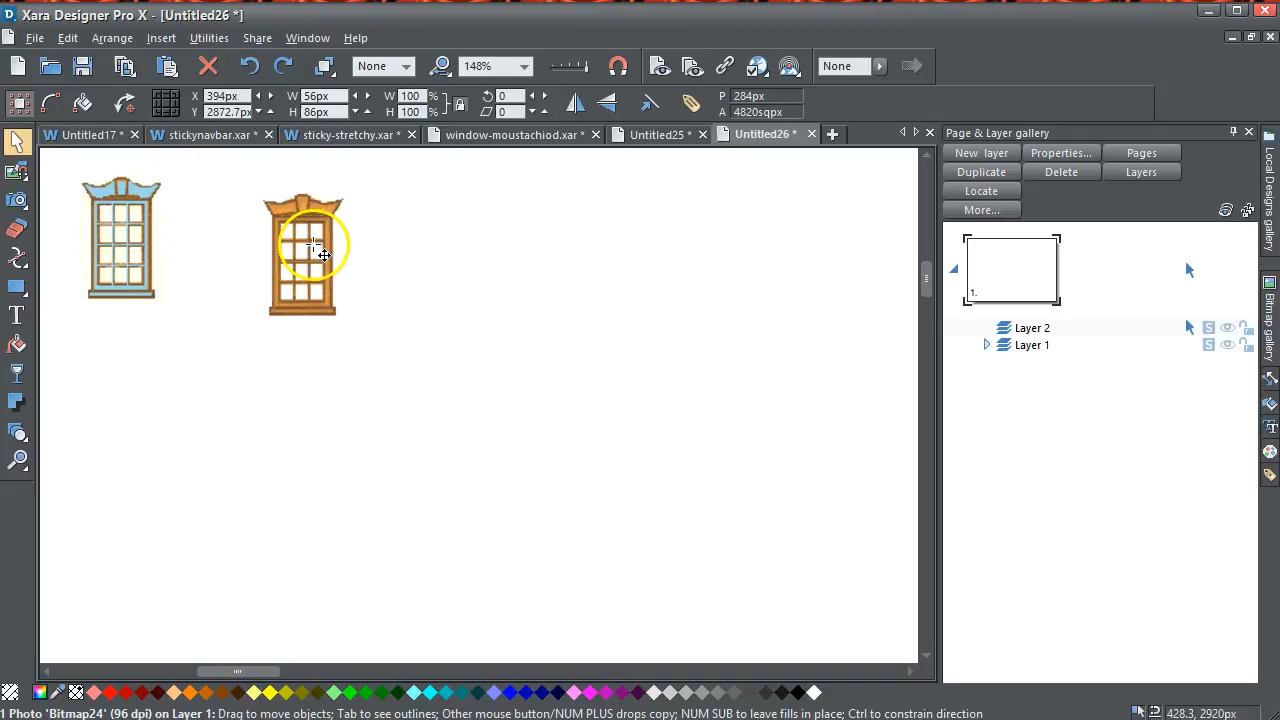 Xara Designer Pro X - [Untitled26 *]
File Edit Arrange Insert Utilities Share Window Help
None 148% None
X 394px W 56px W 100 % 0 P 284px
Y 2872.7px H 86px H 100 % 0 A 4820sqpx
Untitled17 * stickynavbar.xar * sticky-stretchy.xar * window-moustachiod.xar * Untitled25 * Untitled26 *
Page & Layer gallery
New layer Properties... Pages
Duplicate Delete Layers
Locate
More...
1.
Layer 2
Layer 1
Local Designs gallery
Bitmap gallery
1 Photo 'Bitmap24' (96 dpi) on Layer 1: Drag to move objects; Tab to see outlines; Other mouse button/NUM PLUS drops copy; NUM SUB to leave fills in place; Ctrl to constrain direction
428.3, 2920px